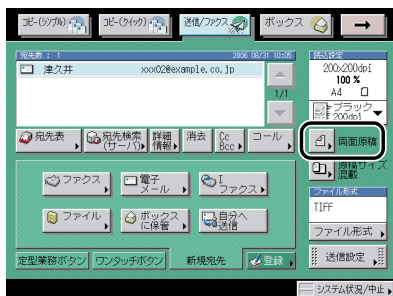 コピー(シンプル)
コピー(クイック)
送信/ファクス
ボックス
宛先数 : 1
2006 08/31 10:05
津久井
xxx02@example.co.jp
1/1
宛先表
宛先検索
(サーバ)
詳細
情報
消去
Cc
Bcc
コール
ファクス
電子
メール
I
ファクス
ファイル
ボックス
に保管
自分へ
送信
定型業務ボタン
ワンタッチボタン
新規宛先
登録
読込設定
200×200dpi
100 %
A4
ブラック
200dpi
両面原稿
原稿サイズ
混載
ファイル形式
TIFF
ファイル形式
送信設定
システム状況/中止